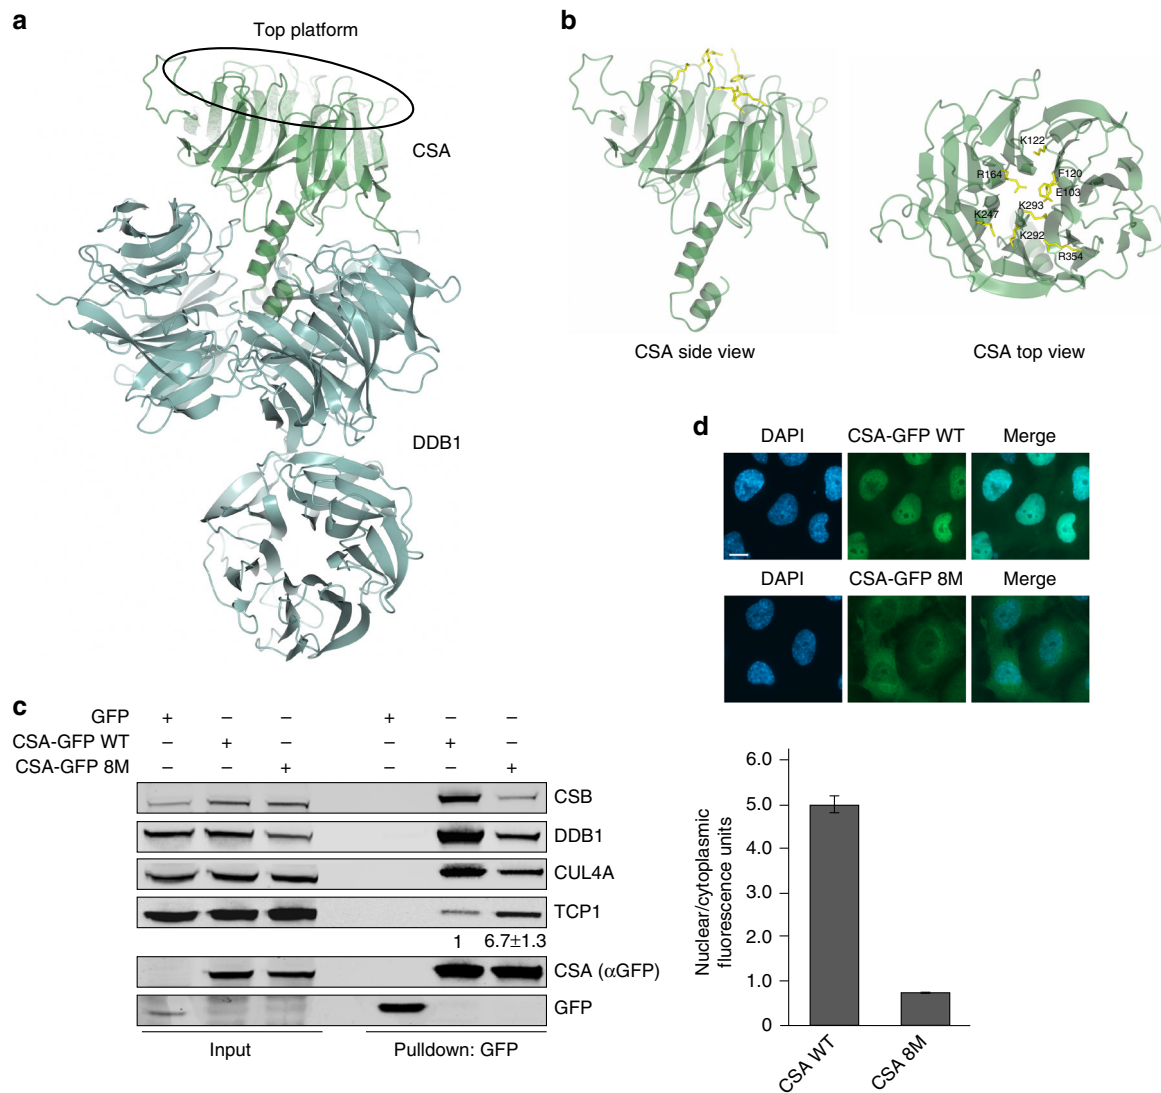 a
Top platform
CSA
DDB1
b
K122
R164
F120
E103
K293
K247
K292
R354
CSA side view
CSA top view
c
GFP + – – + – –
CSA-GFP WT – + – – + –
CSA-GFP 8M – – + – – +
CSB
DDB1
CUL4A
TCP1
1 6.7±1.3
CSA (αGFP)
GFP
Input
Pulldown: GFP
d
DAPI CSA-GFP WT Merge
DAPI CSA-GFP 8M Merge
Nuclear/cytoplasmic
fluorescence units
6.0
5.0
4.0
3.0
2.0
1.0
0
CSA WT
CSA 8M